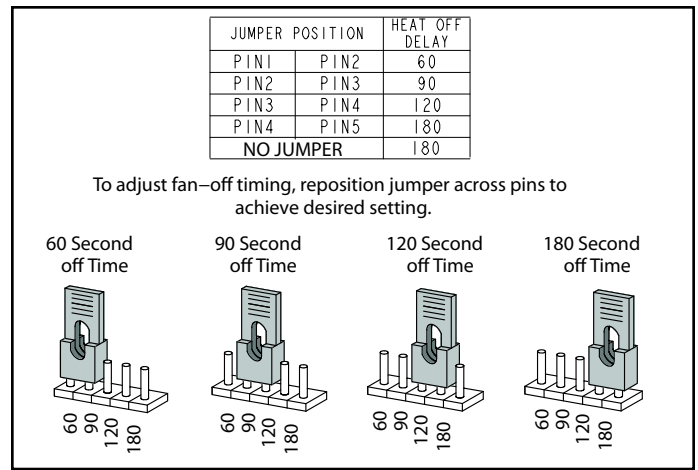 JUMPER POSITION HEAT OFF DELAY
PIN1 PIN2 60
PIN2 PIN3 90
PIN3 PIN4 120
PIN4 PIN5 180
NO JUMPER 180
To adjust fan–off timing, reposition jumper across pins to
achieve desired setting.
60 Second
off Time
90 Second
off Time
120 Second
off Time
180 Second
off Time
60
90
120
180
60
90
120
180
60
90
120
180
60
90
120
180